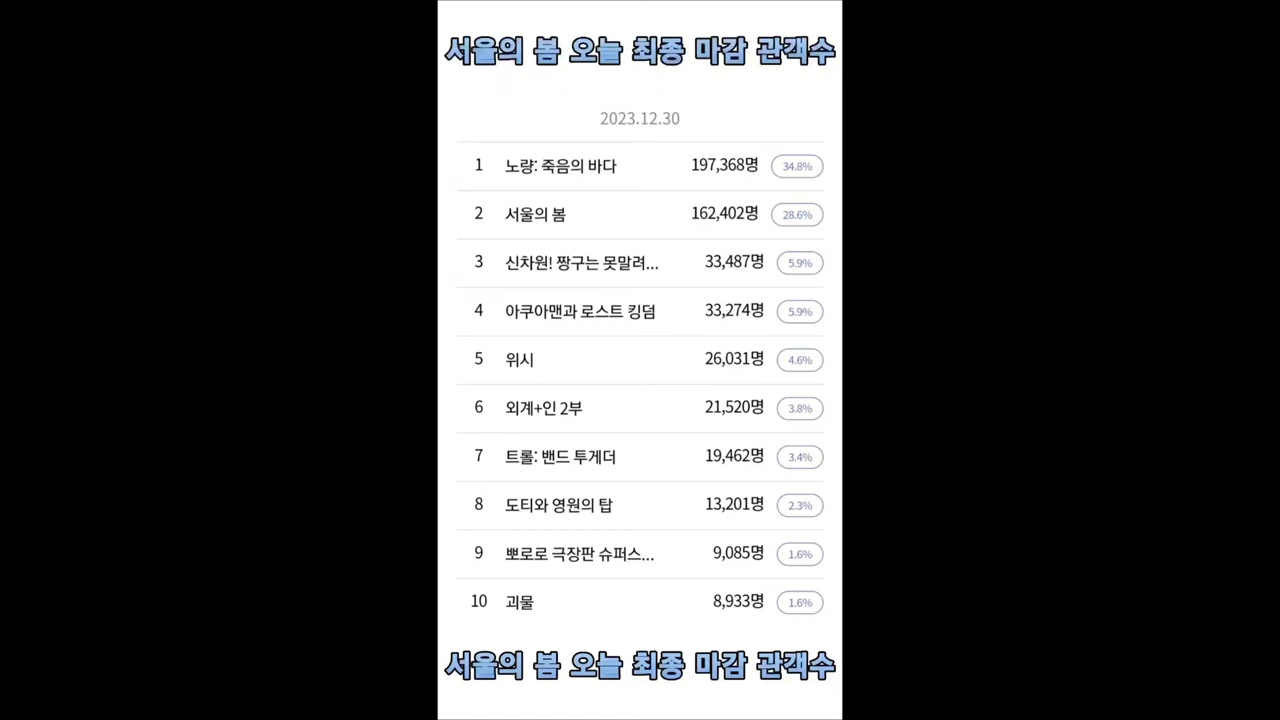 서울의 봄 오늘 최종 마감 관객수
2023.12.30
1 노량: 죽음의 바다 197,368명 34.8%
2 서울의 봄 162,402명 28.6%
3 신차원! 짱구는 못말려... 33,487명 5.9%
4 아쿠아맨과 로스트 킹덤 33,274명 5.9%
5 위시 26,031명 4.6%
6 외계+인 2부 21,520명 3.8%
7 트롤: 밴드 투게더 19,462명 3.4%
8 도티와 영원의 탑 13,201명 2.3%
9 뽀로로 극장판 슈퍼스... 9,085명 1.6%
10 괴물 8,933명 1.6%
서울의 봄 오늘 최종 마감 관객수